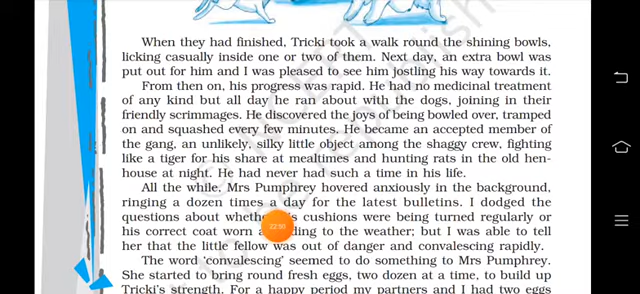 When they had finished, Tricki took a walk round the shining bowls,
licking casually inside one or two of them. Next day, an extra bowl was
put out for him and I was pleased to see him jostling his way towards it.
From then on, his progress was rapid. He had no medicinal treatment
of any kind but all day he ran about with the dogs, joining in their
friendly scrimmages. He discovered the joys of being bowled over, tramped
on and squashed every few minutes. He became an accepted member of
the gang, an unlikely, silky little object among the shaggy crew, fighting
like a tiger for his share at mealtimes and hunting rats in the old hen-
house at night. He had never had such a time in his life.
All the while, Mrs Pumphrey hovered anxiously in the background,
ringing a dozen times a day for the latest bulletins. I dodged the
questions about cushions were being turned regularly or
his correct coat worn to the weather; but I was able to tell
her that the little fellow was out of danger and convalescing rapidly.
The word ‘convalescing’ seemed to do something to Mrs Pumphrey.
She started to bring round fresh eggs, two dozen at a time, to build up
Tricki's strength. For a happy period my partners and I had two eggs
22:50